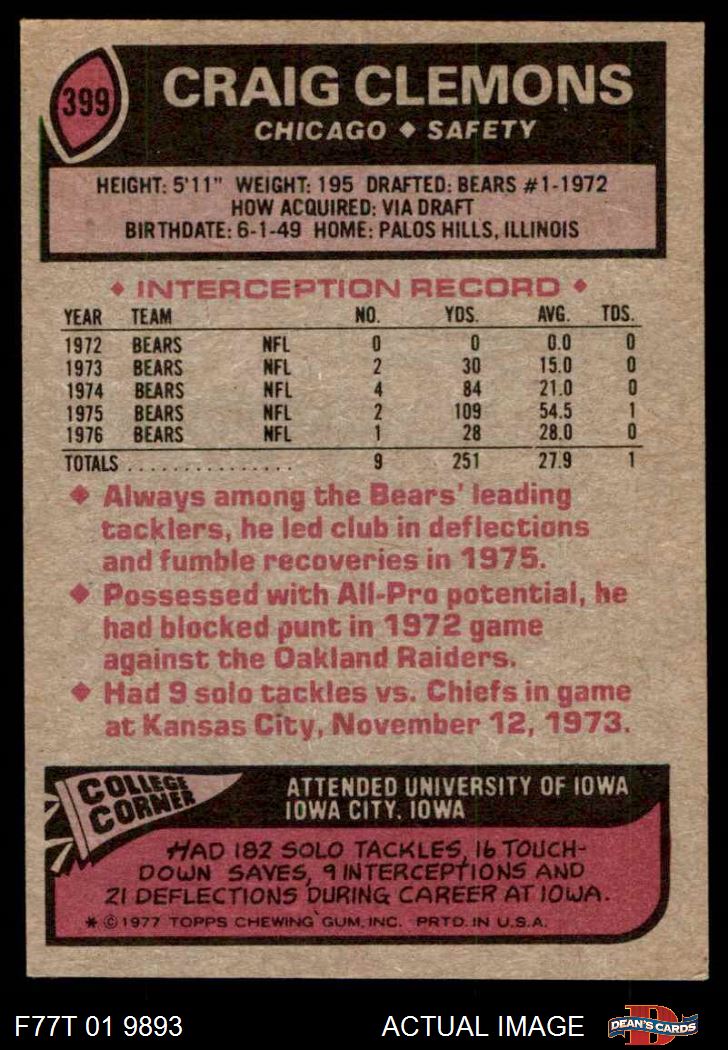 399
CRAIG CLEMONS
CHICAGO ◆ SAFETY
HEIGHT: 5'11" WEIGHT: 195 DRAFTED: BEARS #1-1972
HOW ACQUIRED: VIA DRAFT
BIRTHDATE: 6-1-49 HOME: PALOS HILLS, ILLINOIS
◆ INTERCEPTION RECORD ◆
YEAR TEAM NO. YDS. AVG. TDS.
1972 BEARS NFL 0 0 0.0 0
1973 BEARS NFL 2 30 15.0 0
1974 BEARS NFL 4 84 21.0 0
1975 BEARS NFL 2 109 54.5 1
1976 BEARS NFL 1 28 28.0 0
TOTALS . . . . . . . . . . . . . . . 9 251 27.9 1
◆ Always among the Bears' leading
tacklers, he led club in deflections
and fumble recoveries in 1975.
◆ Possessed with All-Pro potential, he
had blocked punt in 1972 game
against the Oakland Raiders.
◆ Had 9 solo tackles vs. Chiefs in game
at Kansas City, November 12, 1973.
COLLEGE
CORNER
ATTENDED UNIVERSITY OF IOWA
IOWA CITY, IOWA
HAD 182 SOLO TACKLES, 16 TOUCH-
DOWN SAVES, 9 INTERCEPTIONS AND
21 DEFLECTIONS DURING CAREER AT IOWA.
* © 1977 TOPPS CHEWING GUM, INC. PRTD. IN U.S.A.
F77T 01 9893 ACTUAL IMAGE
D
DEAN'S CARDS